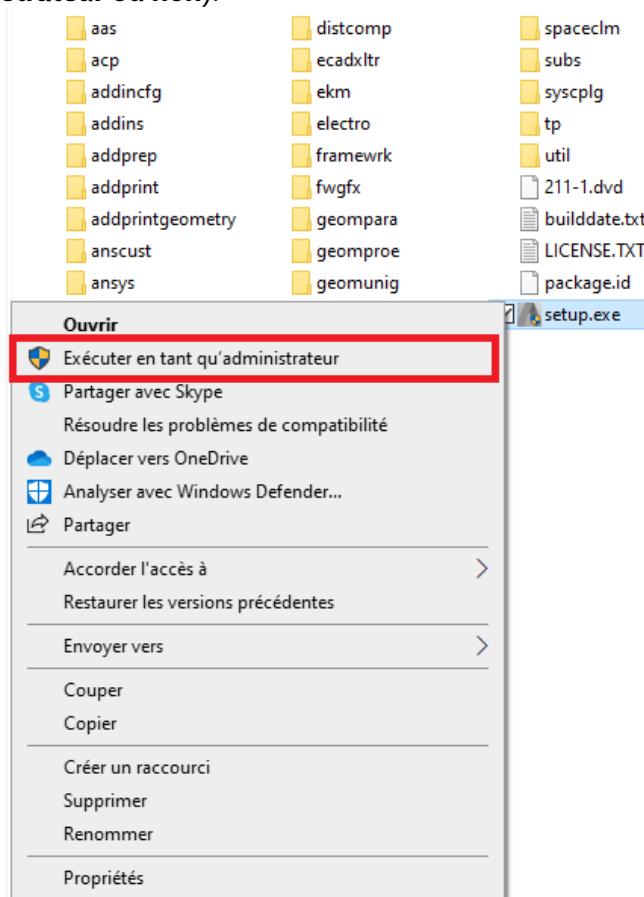 strateur ou non).
aas distcomp spaceclm
acp ecadxltr subs
addincfg ekm syscplg
addins electro tp
addprep framewrk util
addprint fwgfx 211-1.dvd
addprintgeometry geompara builddate.txt
anscust geomproe LICENSE.TXT
ansys geomunig package.id
setup.exe
Ouvrir
Exécuter en tant qu'administrateur
Partager avec Skype
Résoudre les problèmes de compatibilité
Déplacer vers OneDrive
Analyser avec Windows Defender...
Partager
Accorder l'accès à
Restaurer les versions précédentes
Envoyer vers
Couper
Copier
Créer un raccourci
Supprimer
Renommer
Propriétés